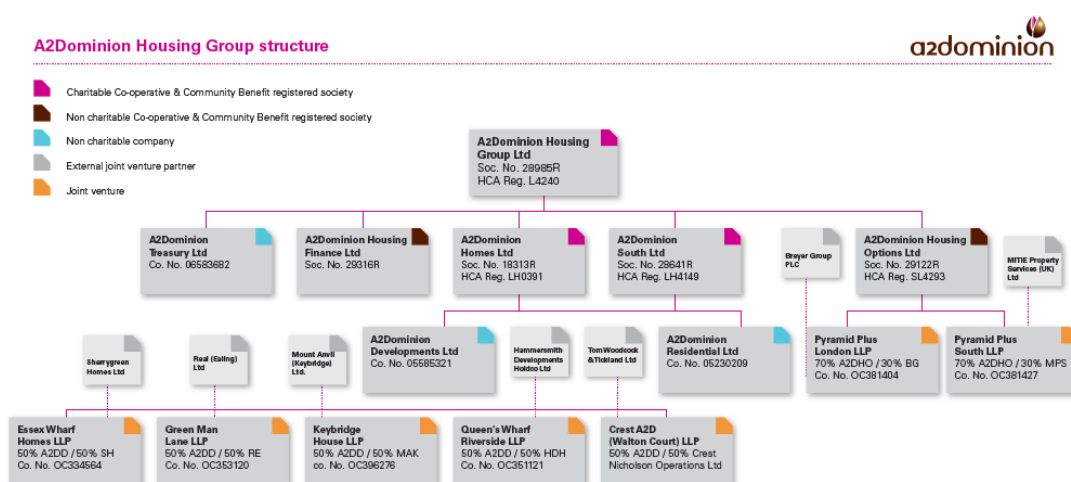 A2Dominion Housing Group structure
a2dominion
Charitable Co-operative & Community Benefit registered society
Non charitable Co-operative & Community Benefit registered society
Non charitable company
External joint venture partner
Joint venture
A2Dominion Housing
Group Ltd
Soc. No. 28985R
HCA Reg. L4240
A2Dominion
Treasury Ltd
Co. No. 06583682
A2Dominion Housing
Finance Ltd
Soc. No. 29316R
A2Dominion
Homes Ltd
Soc. No. 18313R
HCA Reg. LH0391
A2Dominion
South Ltd
Soc. No. 28641R
HCA Reg. LH4149
Breyer Group
PLC
A2Dominion Housing
Options Ltd
Soc. No. 29122R
HCA Reg. SL4293
MITIE Property
Services (UK)
Ltd
Sherrygreen
Homes Ltd
Real (Ealing)
Ltd
Mount Anvil
(Keybridge)
Ltd.
A2Dominion
Developments Ltd
Co. No. 05585321
Hammersmith
Developments
Holdco Ltd
Tom Woodcock
&Tickland Ltd
A2Dominion
Residential Ltd
Co. No. 05230209
Pyramid Plus
London LLP
70% A2DHO / 30% BG
Co. No. OC381404
Pyramid Plus
South LLP
70% A2DHO / 30% MPS
Co. No. OC381427
Essex Wharf
Homes LLP
50% A2DD / 50% SH
Co. No. OC334564
Green Man
Lane LLP
50% A2DD / 50% RE
Co. No. OC353120
Keybridge
House LLP
50% A2DD / 50% MAK
co. No. OC396276
Queen's Wharf
Riverside LLP
50% A2DD / 50% HDH
Co. No. OC351121
Crest A2D
(Walton Court) LLP
50% A2DD / 50% Crest
Nicholson Operations Ltd